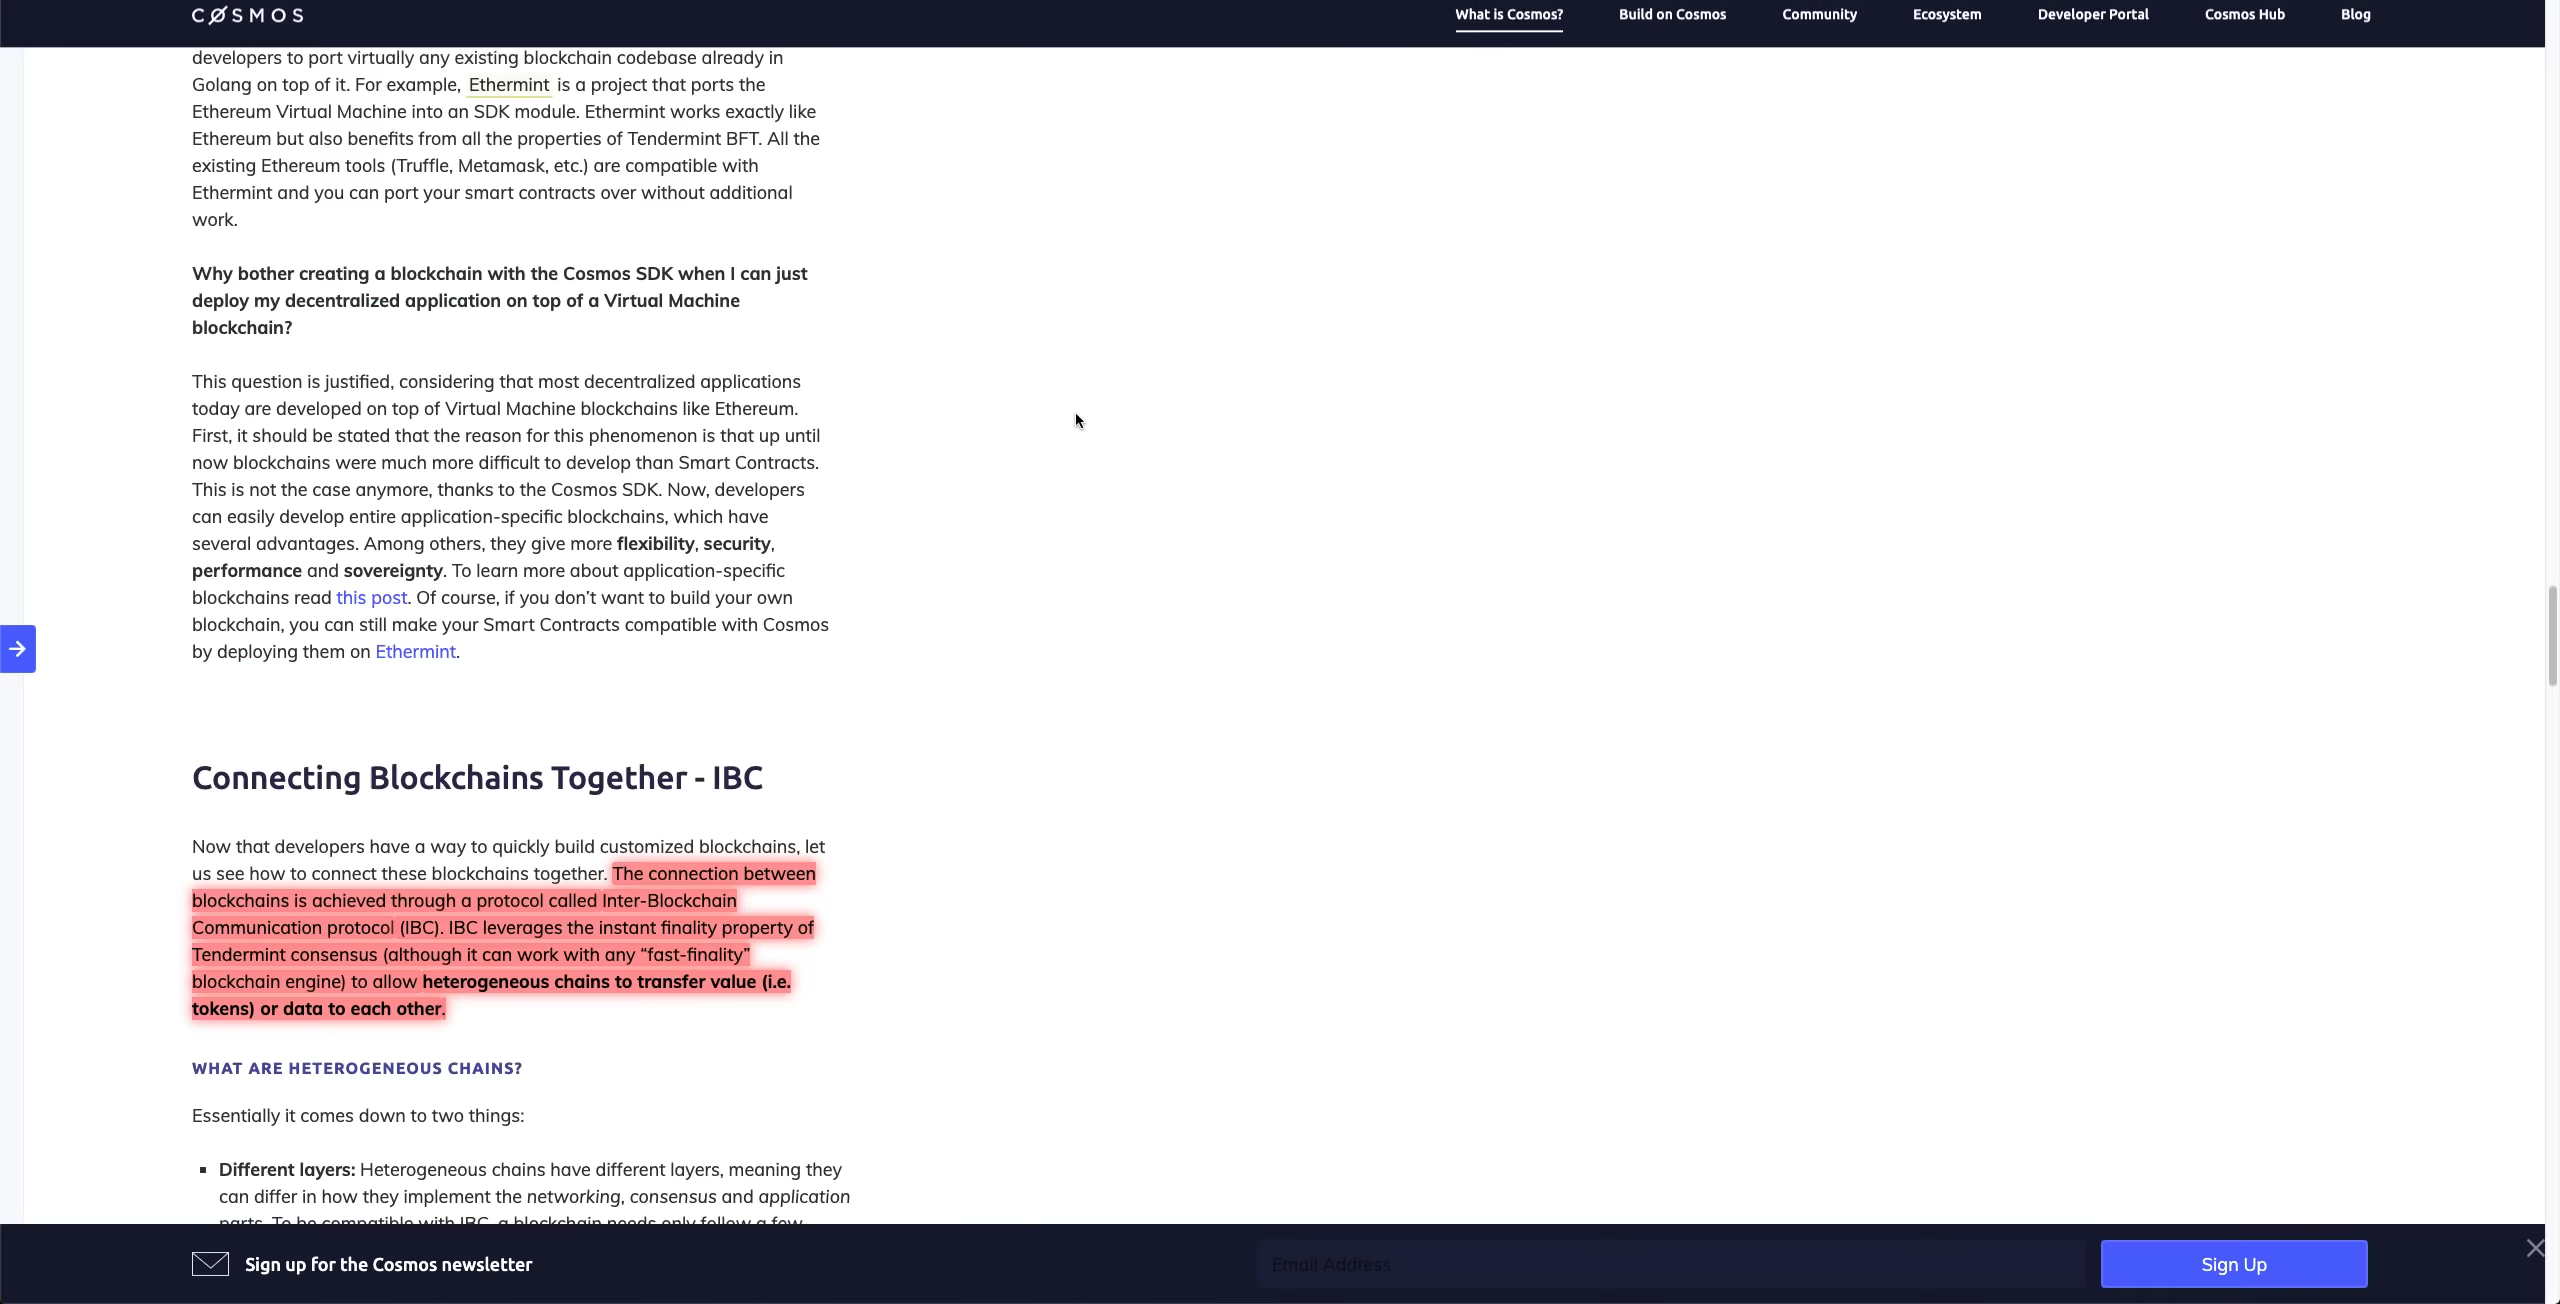 CØSMOS
What is Cosmos?
Build on Cosmos
Community
Ecosystem
Developer Portal
Cosmos Hub
Blog
developers to port virtually any existing blockchain codebase already in
Golang on top of it. For example, Ethermint is a project that ports the
Ethereum Virtual Machine into an SDK module. Ethermint works exactly like
Ethereum but also benefits from all the properties of Tendermint BFT. All the
existing Ethereum tools (Truffle, Metamask, etc.) are compatible with
Ethermint and you can port your smart contracts over without additional
work.
Why bother creating a blockchain with the Cosmos SDK when I can just
deploy my decentralized application on top of a Virtual Machine
blockchain?
This question is justified, considering that most decentralized applications
today are developed on top of Virtual Machine blockchains like Ethereum.
First, it should be stated that the reason for this phenomenon is that up until
now blockchains were much more difficult to develop than Smart Contracts.
This is not the case anymore, thanks to the Cosmos SDK. Now, developers
can easily develop entire application-specific blockchains, which have
several advantages. Among others, they give more flexibility, security,
performance and sovereignty. To learn more about application-specific
blockchains read this post. Of course, if you don’t want to build your own
blockchain, you can still make your Smart Contracts compatible with Cosmos
by deploying them on Ethermint.
Connecting Blockchains Together - IBC
Now that developers have a way to quickly build customized blockchains, let
us see how to connect these blockchains together. The connection between
blockchains is achieved through a protocol called Inter-Blockchain
Communication protocol (IBC). IBC leverages the instant finality property of
Tendermint consensus (although it can work with any “fast-finality”
blockchain engine) to allow heterogeneous chains to transfer value (i.e.
tokens) or data to each other.
WHAT ARE HETEROGENEOUS CHAINS?
Essentially it comes down to two things:
▪ Different layers: Heterogeneous chains have different layers, meaning they
can differ in how they implement the networking, consensus and application
parts. To be compatible with IBC, a blockchain needs only follow a few
Sign up for the Cosmos newsletter
Email Address
Sign Up